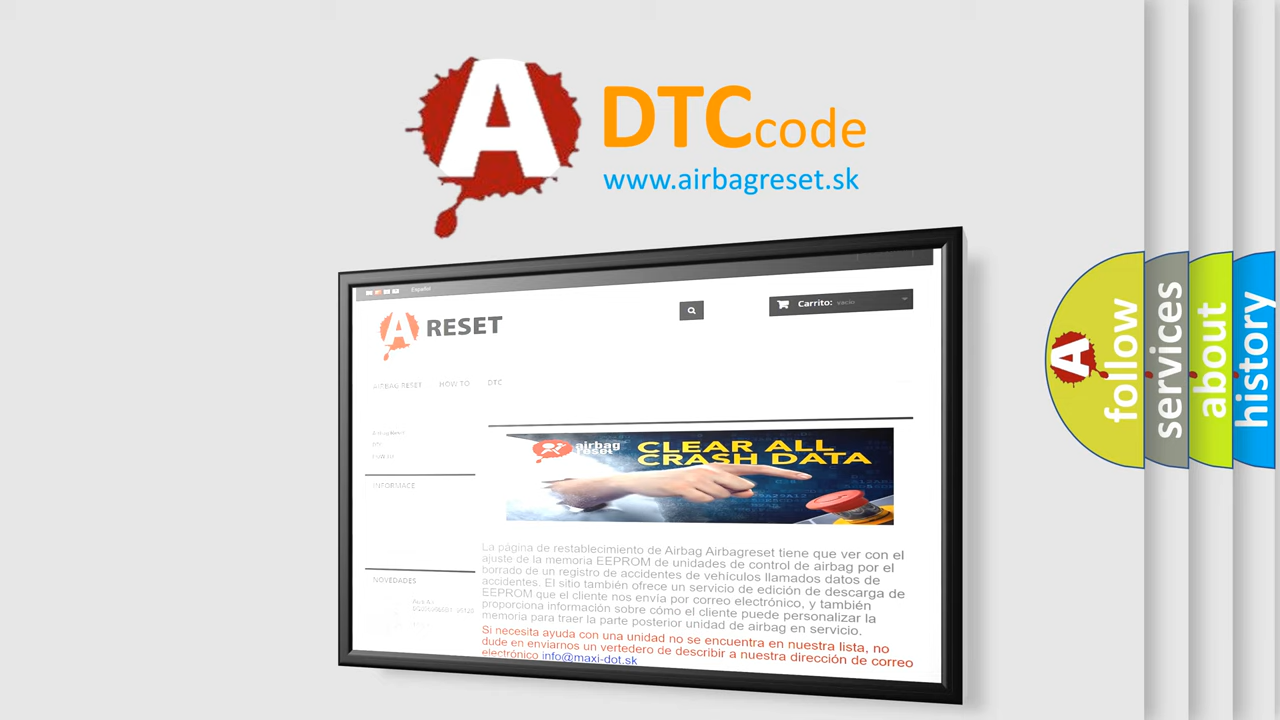 A
DTCcode
www.airbagreset.sk
Español
A RESET
Carrito: vacío
AIRBAG RESET HOW TO DTC
INFORMACE
NOVEDADES
airbag
reset
CLEAR ALL
CRASH DATA
La página de restablecimiento de Airbag Airbagreset tiene que ver con el
ajuste de la memoria EEPROM de unidades de control de airbag por el
borrado de un registro de accidentes de vehículos llamados datos de
accidentes. El sitio también ofrece un servicio de edición de descarga de
EEPROM que el cliente nos envía por correo electrónico, y también
proporciona información sobre cómo el cliente puede personalizar la
memoria para traer la parte posterior unidad de airbag en servicio.
Si necesita ayuda con una unidad no se encuentra en nuestra lista, no
dude en enviarnos un vertedero de describir a nuestra dirección de correo
electrónico info@maxi-dot.sk
A
follow
services
about
history